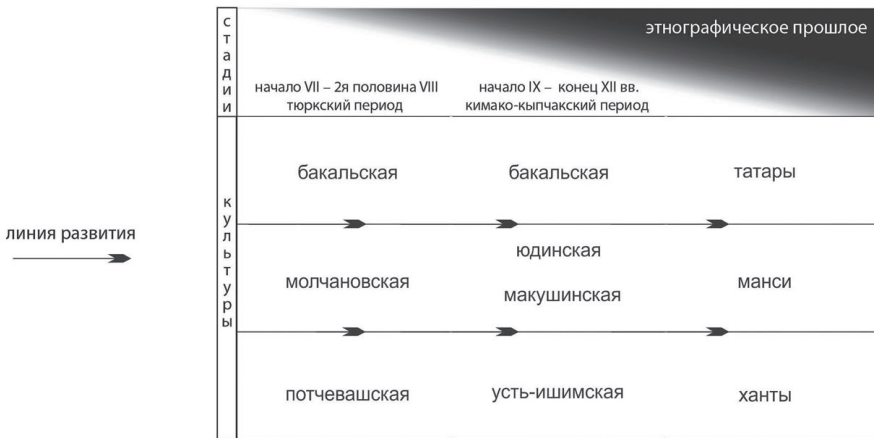 этнографическое прошлое
стадии
начало VII – 2я половина VIII
тюркский период
начало IX – конец XII вв.
кимако-кыпчакский период
культуры
бакальская
бакальская
татары
линия развития
молчановская
юдинская
макушинская
манси
потчевашская
усть-ишимская
ханты